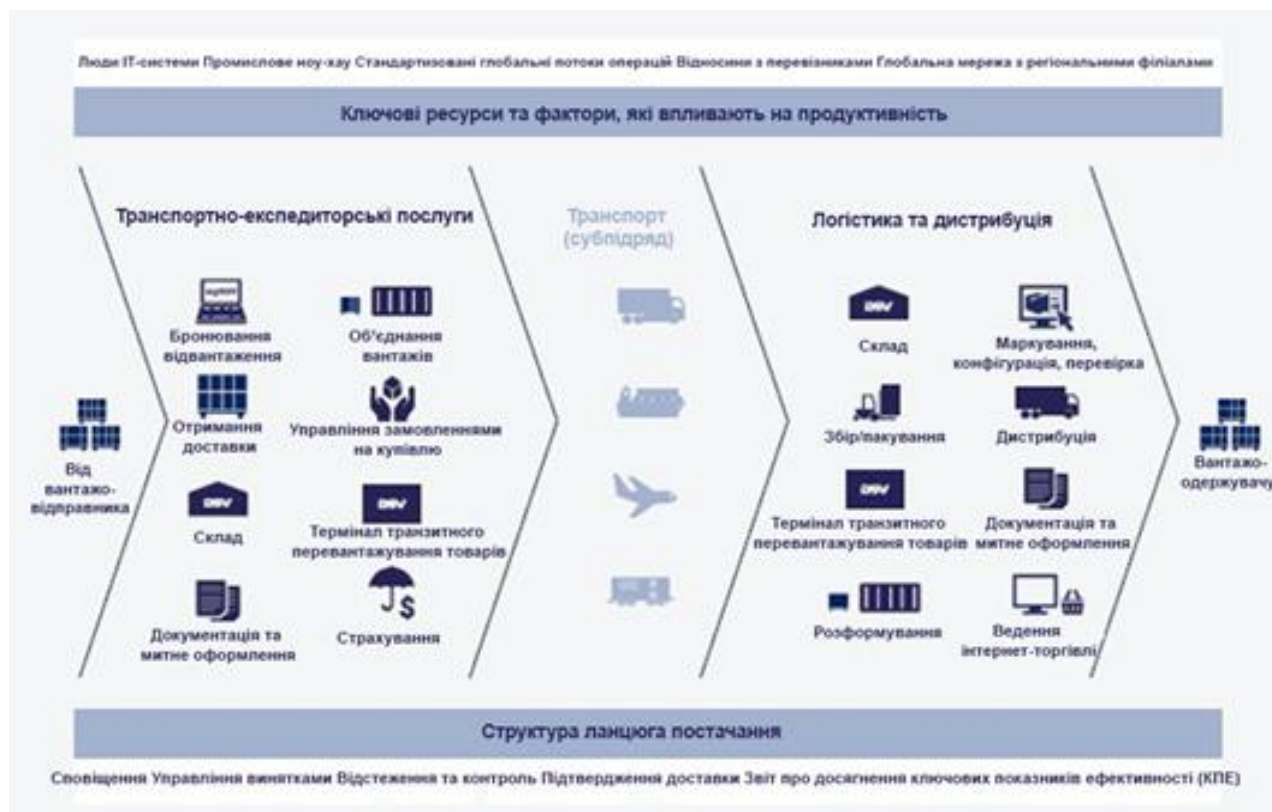 Люди IT-системи Промислове ноу-хау Стандартизовані глобальні потоки операцій Відносини з перевізниками Глобальна мережа з регіональними філіалами
Ключові ресурси та фактори, які впливають на продуктивність
Транспортно-експедиторські послуги
Бронювання
відвантаження
Об'єднання
вантажів
Отримання
доставки
Управління замовленнями
на купівлю
DSV
Склад
DSV
Термінал транзитного
перевантажування товарів
Документація та
митне оформлення
$
Страхування
Від
вантажо-
відправника
Транспорт
(субпідряд)
Логістика та дистрибуція
DSV
Склад
Маркування,
конфігурація, перевірка
Збір/пакування
Дистрибуція
DSV
Термінал транзитного
перевантажування товарів
Документація та
митне оформлення
Розформування
Ведення
інтернет-торгівлі
Вантажо-
одержувачу
Структура ланцюга постачання
Сповіщення Управління винятками Відстеження та контроль Підтвердження доставки Звіт про досягнення ключових показників ефективності (КПЕ)